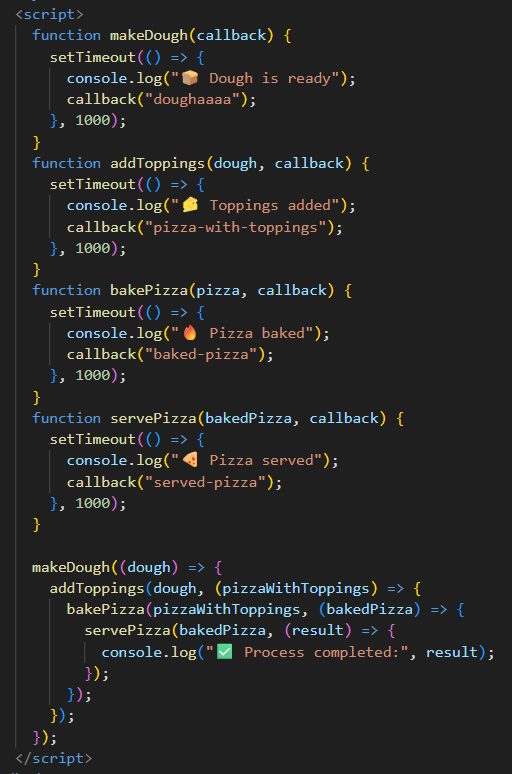 <script>
function makeDough(callback) {
setTimeout(() => {
console.log("📦 Dough is ready");
callback("doughaaaa");
}, 1000);
}
function addToppings(dough, callback) {
setTimeout(() => {
console.log("🧀 Toppings added");
callback("pizza-with-toppings");
}, 1000);
}
function bakePizza(pizza, callback) {
setTimeout(() => {
console.log("🔥 Pizza baked");
callback("baked-pizza");
}, 1000);
}
function servePizza(bakedPizza, callback) {
setTimeout(() => {
console.log("🍕 Pizza served");
callback("served-pizza");
}, 1000);
}
makeDough((dough) => {
addToppings(dough, (pizzaWithToppings) => {
bakePizza(pizzaWithToppings, (bakedPizza) => {
servePizza(bakedPizza, (result) => {
console.log("✅ Process completed:", result);
});
});
});
});
</script>